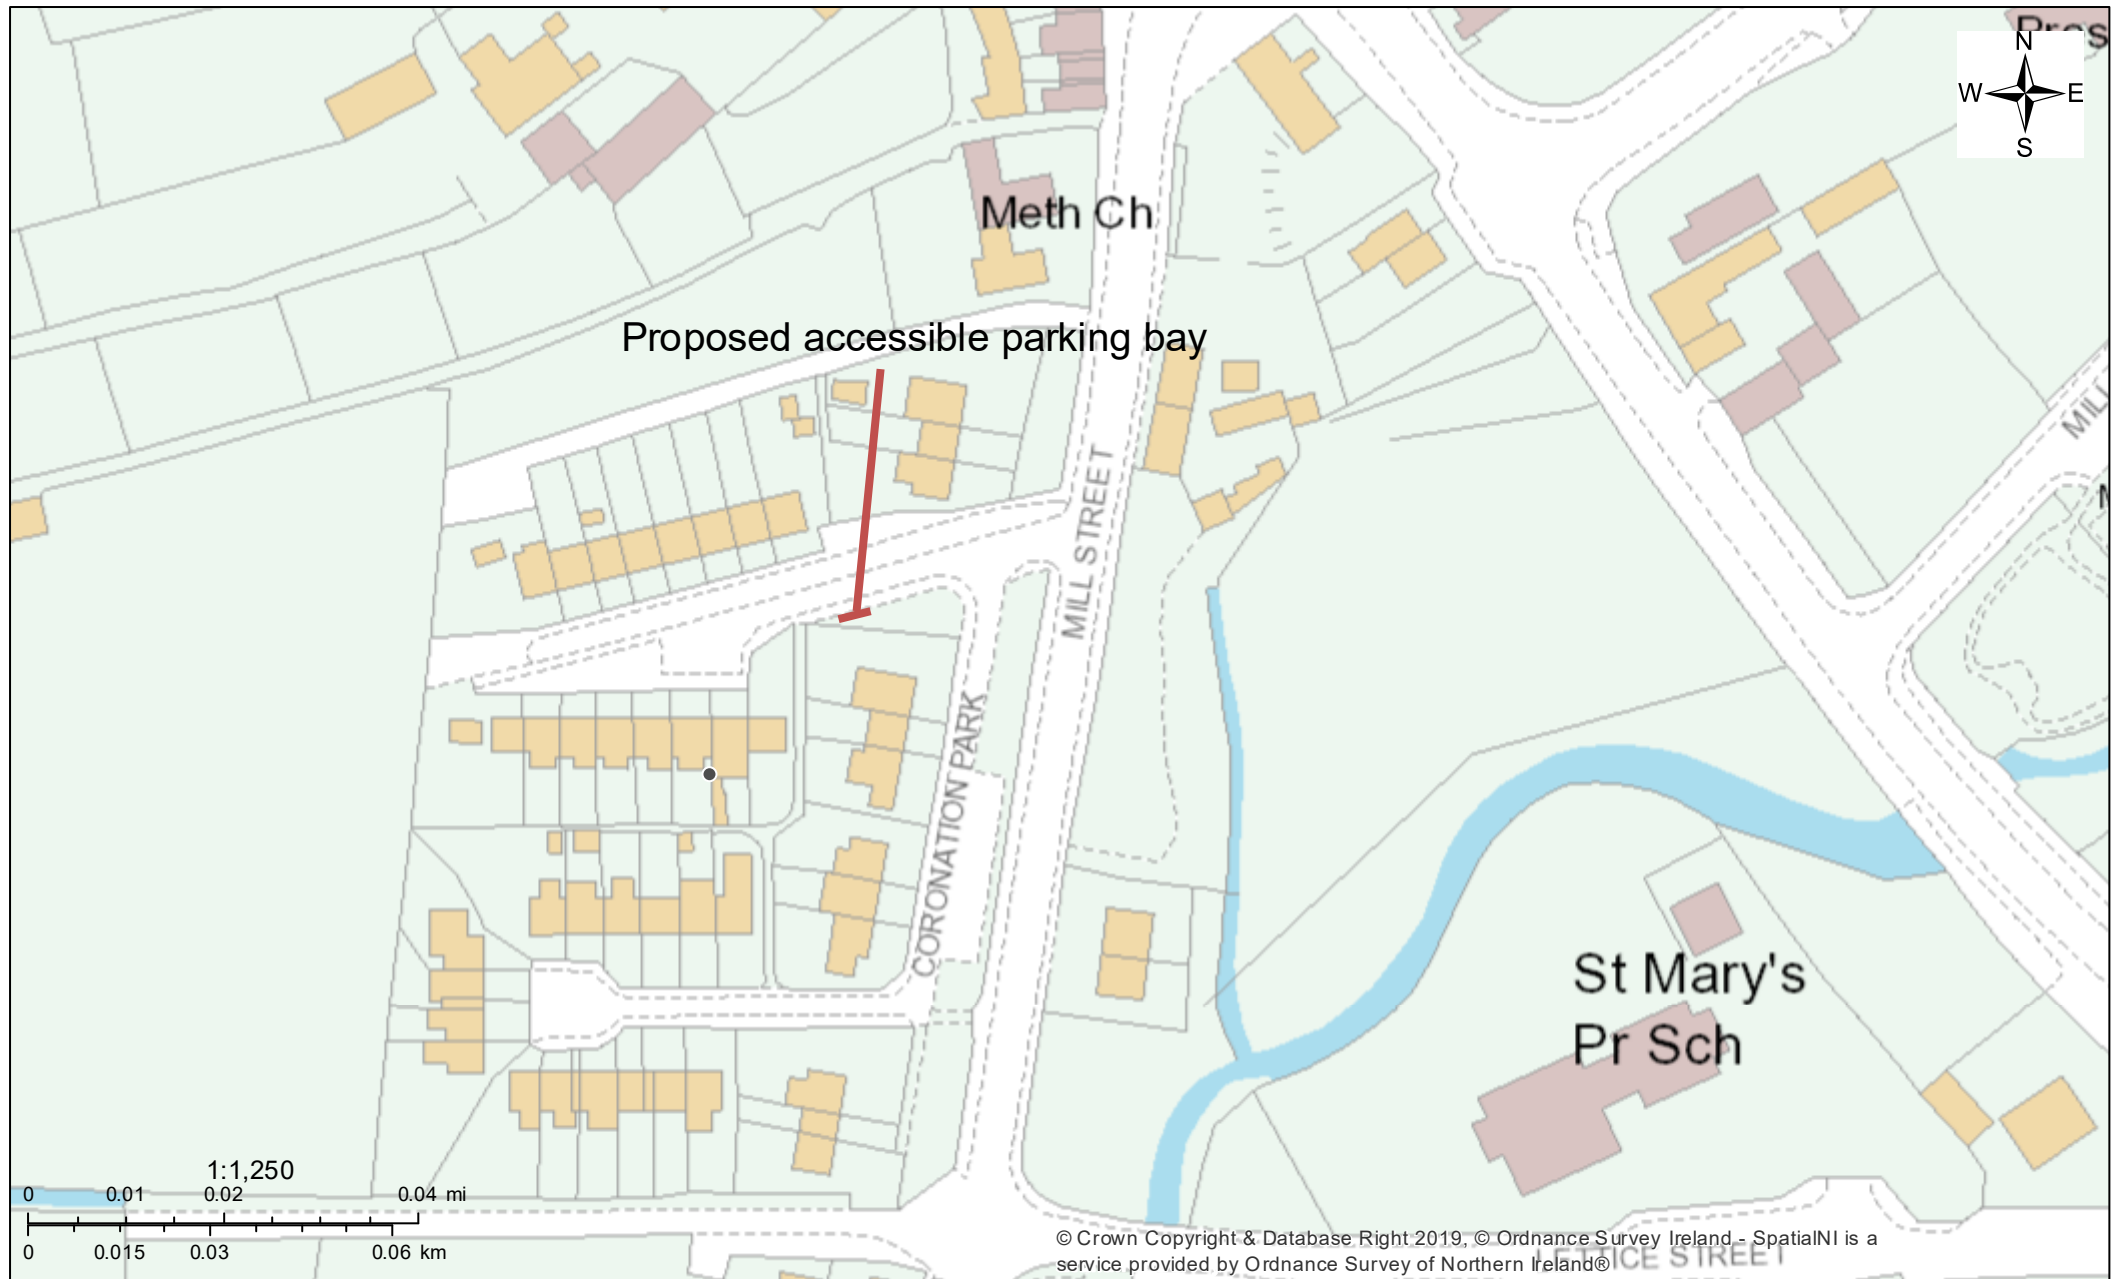 Pres
N
W E
S
Meth Ch
Proposed accessible parking bay
MILL STREET
MILL
CORONATION PARK
St Mary's
Pr Sch
1:1,250
0 0.01 0.02 0.04 mi
0 0.015 0.03 0.06 km
© Crown Copyright & Database Right 2019, © Ordnance Survey Ireland - SpatialNI is a
service provided by Ordnance Survey of Northern Ireland®
LETTICE STREET